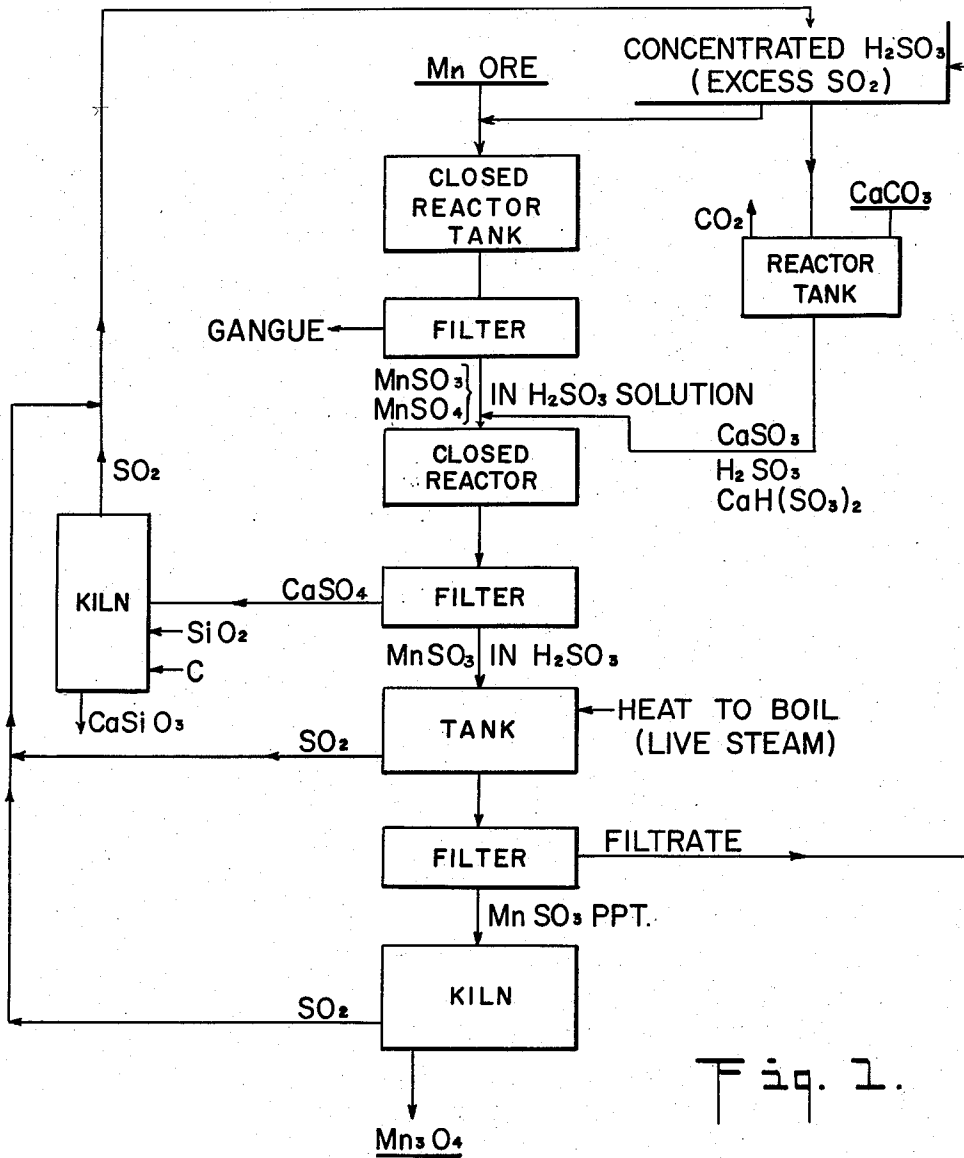 CONCENTRATED H₂SO₃
(EXCESS SO₂)
Mn ORE
CLOSED
REACTOR
TANK
CO₂
CaCO₃
REACTOR
TANK
GANGUE
FILTER
MnSO₃
MnSO₄
IN H₂SO₃ SOLUTION
CaSO₃
H₂SO₃
CaH(SO₃)₂
CLOSED
REACTOR
SO₂
KILN
CaSO₄
FILTER
SiO₂
C
MnSO₃ IN H₂SO₃
CaSiO₃
TANK
HEAT TO BOIL
(LIVE STEAM)
SO₂
FILTER
FILTRATE
MnSO₃ PPT.
KILN
SO₂
Mn₃O₄
Fig. 1.